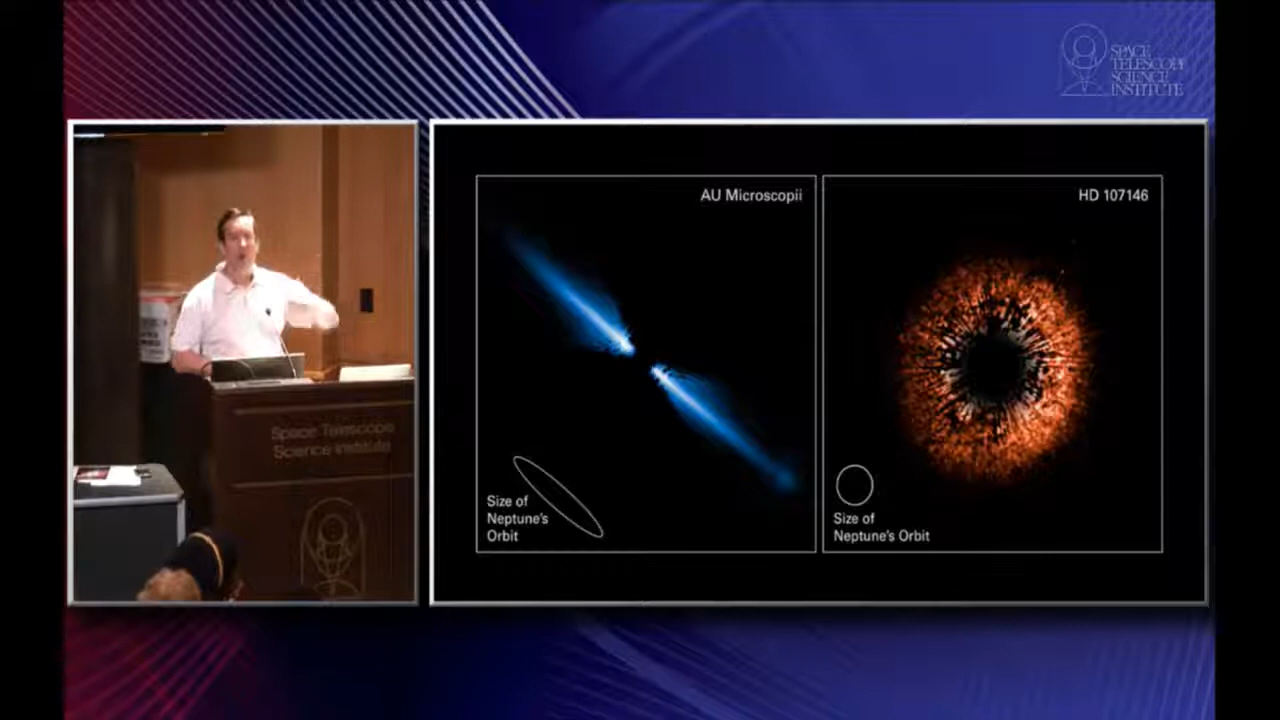 SPACE
TELESCOPE
SCIENCE
INSTITUTE
AU Microscopii
HD 107146
Size of
Neptune's
Orbit
Size of
Neptune's Orbit
Space Telescope
Science Institute